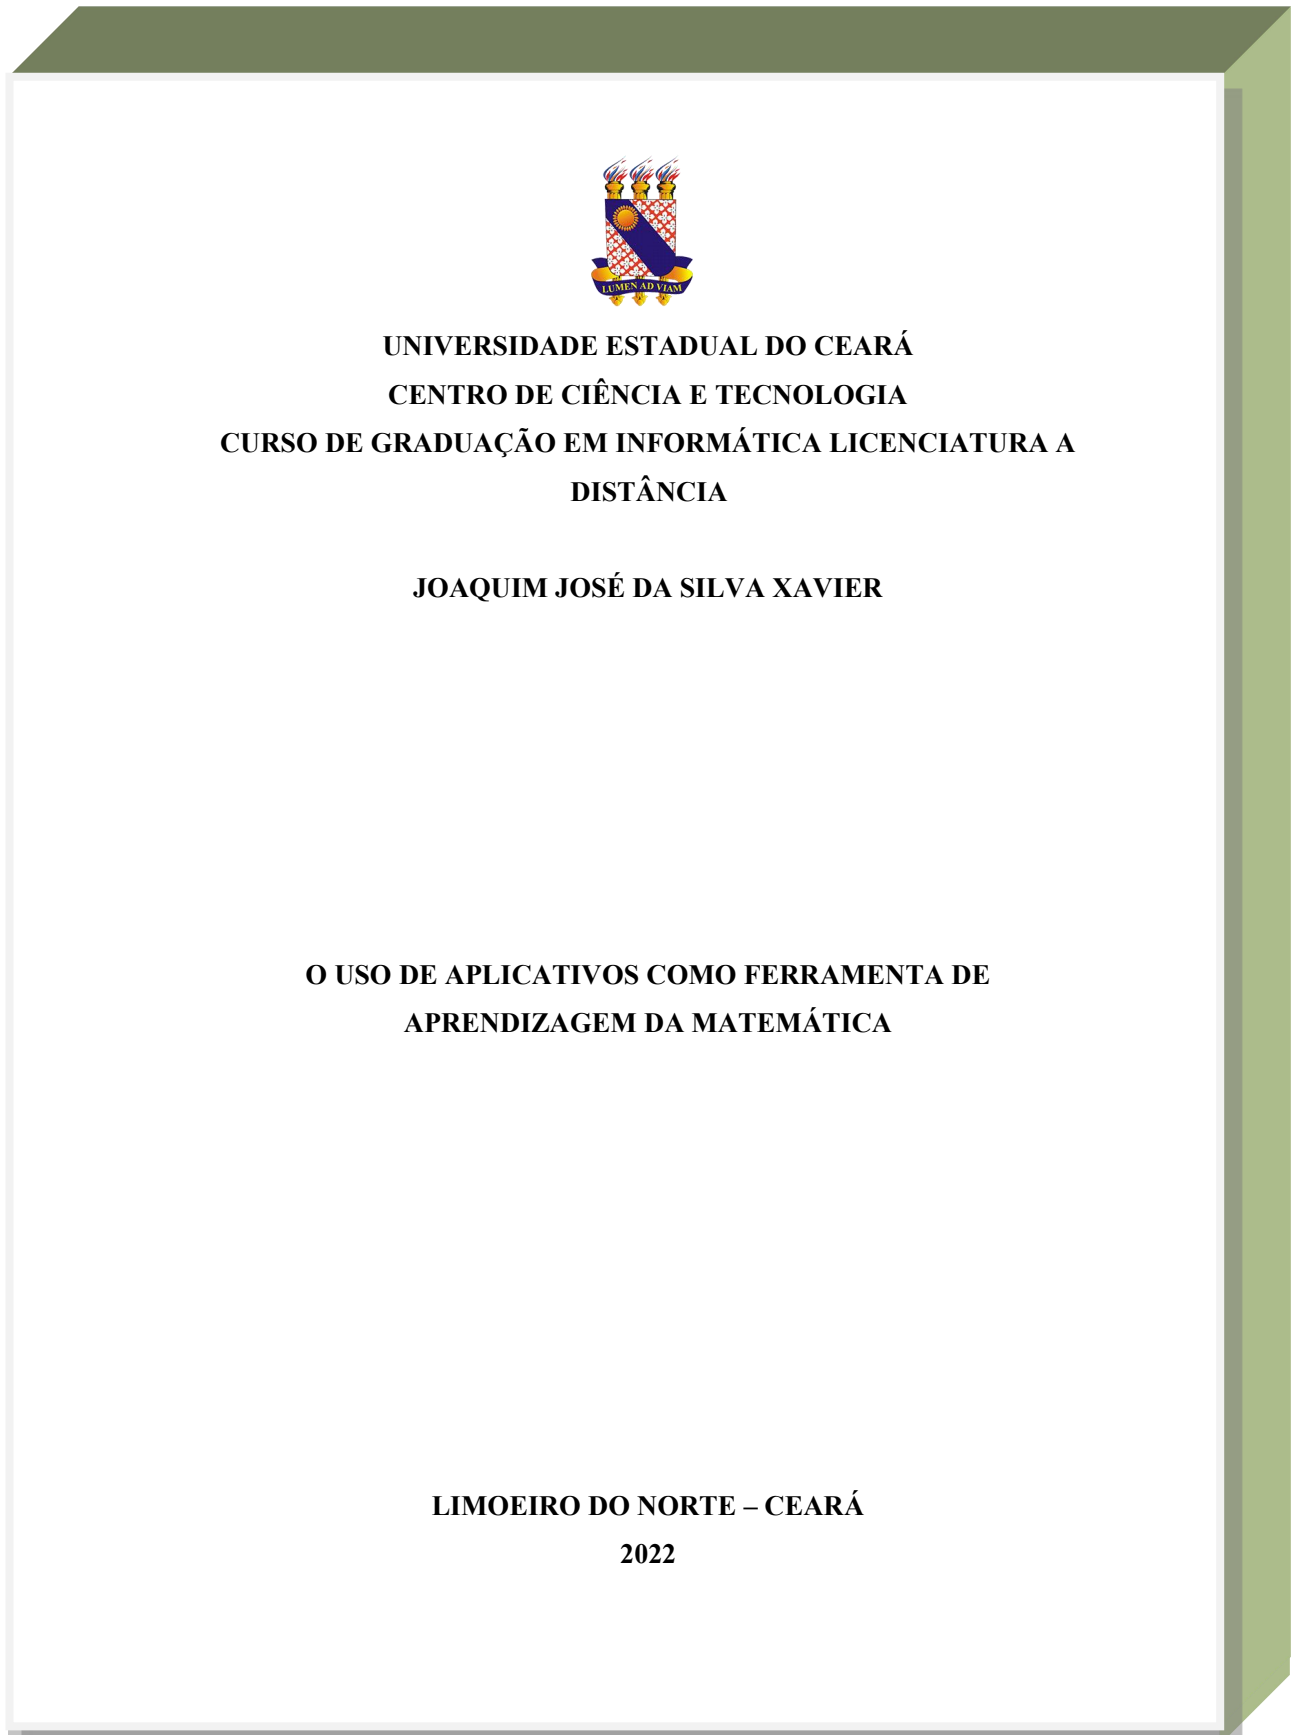 LUMEN AD VIAM
UNIVERSIDADE ESTADUAL DO CEARÁ
CENTRO DE CIÊNCIA E TECNOLOGIA
CURSO DE GRADUAÇÃO EM INFORMÁTICA LICENCIATURA A
DISTÂNCIA
JOAQUIM JOSÉ DA SILVA XAVIER
O USO DE APLICATIVOS COMO FERRAMENTA DE
APRENDIZAGEM DA MATEMÁTICA
LIMOEIRO DO NORTE – CEARÁ
2022